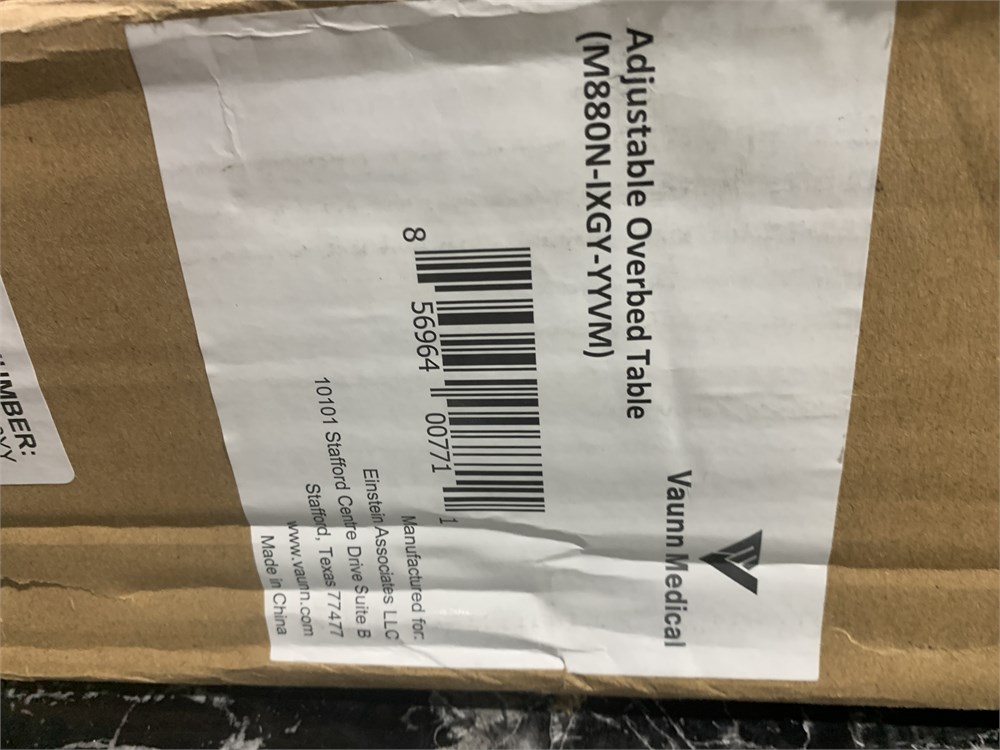 Vaunn Medical
Adjustable Overbed Table
(M880N-IXGY-YYVM)
8 56964 00771 1
Manufactured for:
Einstein Associates LLC
10101 Stafford Centre Drive Suite B
Stafford, Texas 77477
www.vaunn.com
Made in China